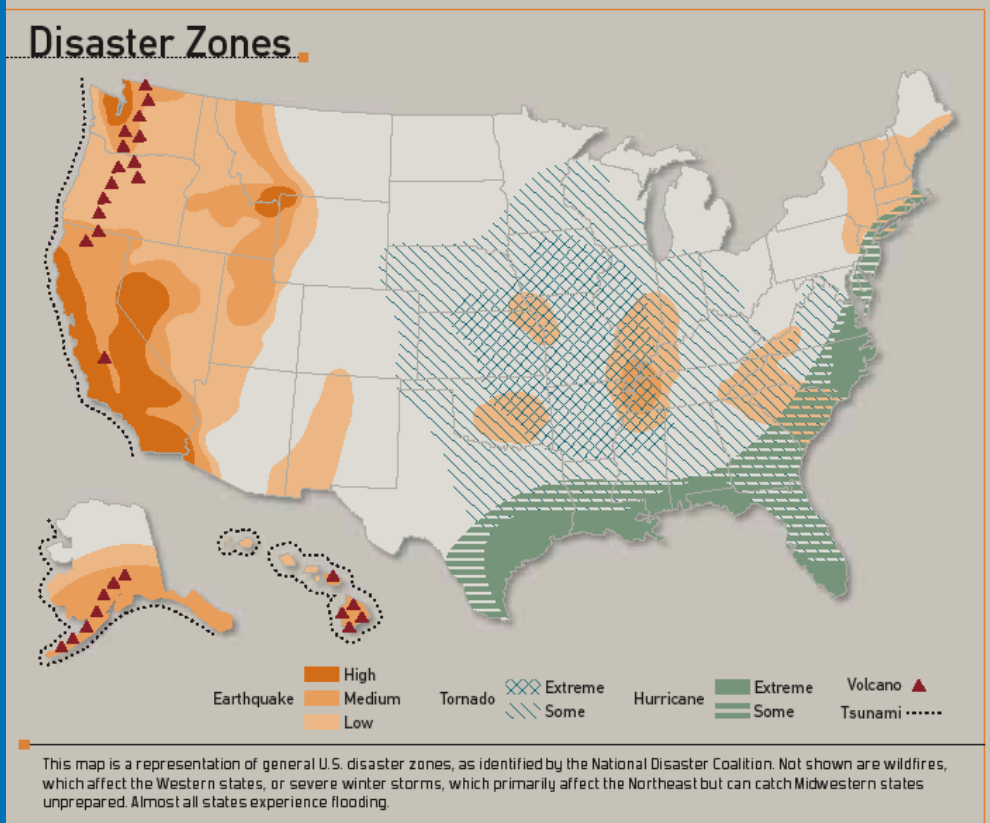 Disaster Zones
Earthquake
High
Medium
Low
Tornado
Extreme
Some
Hurricane
Extreme
Some
Volcano
Tsunami
This map is a representation of general U.S. disaster zones, as identified by the National Disaster Coalition. Not shown are wildfires,
which affect the Western states, or severe winter storms, which primarily affect the Northeast but can catch Midwestern states
unprepared. Almost all states experience flooding.